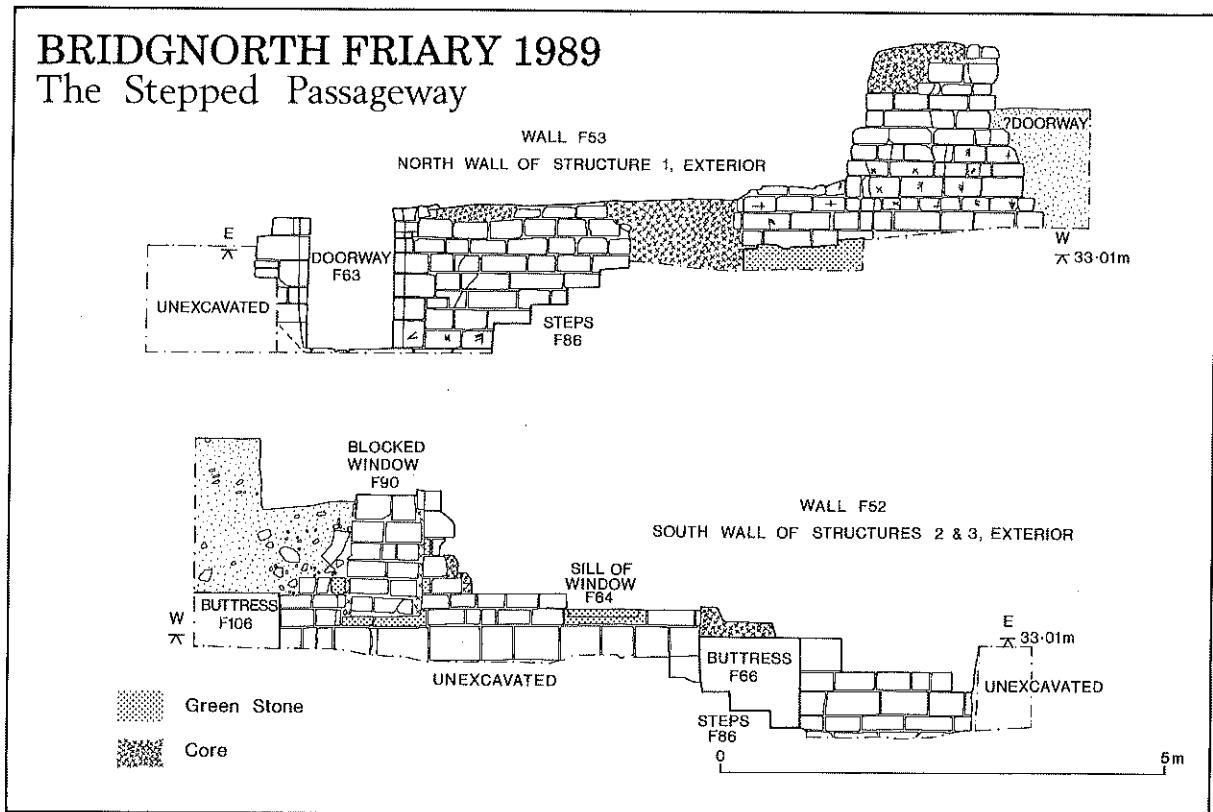 BRIDGNORTH FRIARY 1989
The Stepped Passageway
WALL F53
NORTH WALL OF STRUCTURE 1, EXTERIOR
?DOORWAY
E
DOORWAY
F63
W
33·01m
UNEXCAVATED
STEPS
F86
BLOCKED
WINDOW
F90
WALL F52
SOUTH WALL OF STRUCTURES 2 & 3, EXTERIOR
SILL OF
WINDOW
F64
W
BUTTRESS
F106
E
33·01m
BUTTRESS
F66
UNEXCAVATED
UNEXCAVATED
STEPS
F86
Green Stone
Core
0
5m